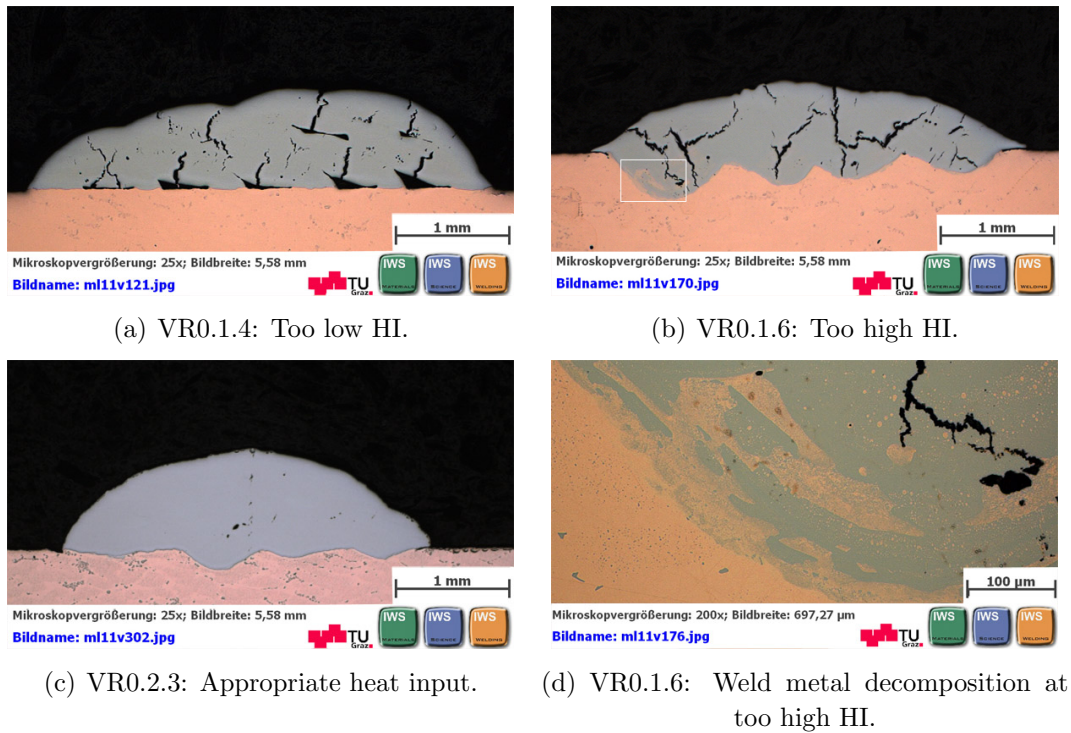 1 mm
Mikroskopvergrößerung: 25x; Bildbreite: 5,58 mm
Bildname: ml11v121.jpg
TU
Graz
IWS
MATERIALS
IWS
SCIENCE
IWS
WELDING
(a) VR0.1.4: Too low HI.
1 mm
Mikroskopvergrößerung: 25x; Bildbreite: 5,58 mm
Bildname: ml11v170.jpg
TU
Graz
IWS
MATERIALS
IWS
SCIENCE
IWS
WELDING
(b) VR0.1.6: Too high HI.
1 mm
Mikroskopvergrößerung: 25x; Bildbreite: 5,58 mm
Bildname: ml11v302.jpg
TU
Graz
IWS
MATERIALS
IWS
SCIENCE
IWS
WELDING
(c) VR0.2.3: Appropriate heat input.
100 µm
Mikroskopvergrößerung: 200x; Bildbreite: 697,27 µm
Bildname: ml11v176.jpg
TU
Graz
IWS
MATERIALS
IWS
SCIENCE
IWS
WELDING
(d) VR0.1.6: Weld metal decomposition at
too high HI.